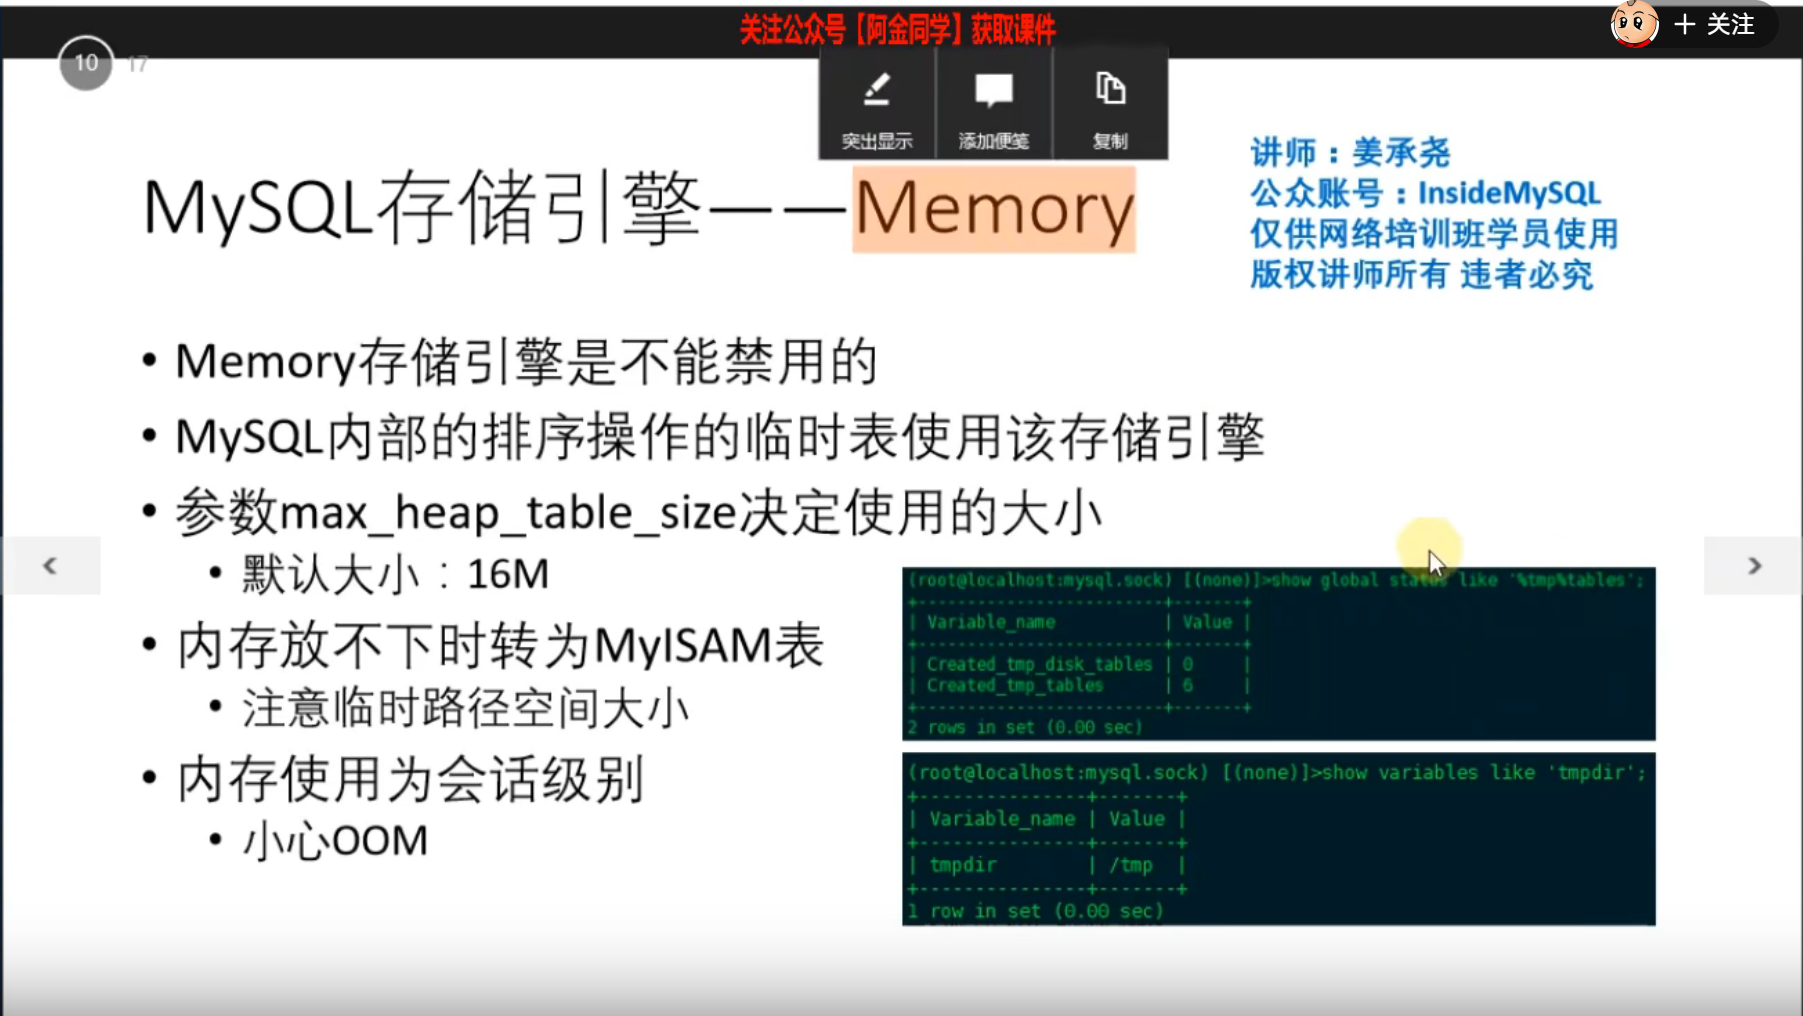 关注公众号【阿金同学】获取课件
+ 关注
10 17
突出显示 添加便笺 复制
MySQL存储引擎——Memory
讲师：姜承尧
公众账号：InsideMySQL
仅供网络培训班学员使用
版权讲师所有 违者必究
• Memory存储引擎是不能禁用的
• MySQL内部的排序操作的临时表使用该存储引擎
• 参数max_heap_table_size决定使用的大小
• 默认大小：16M
• 内存放不下时转为MyISAM表
• 注意临时路径空间大小
• 内存使用为会话级别
• 小心OOM
(root@localhost:mysql.sock) [(none)]>show global status like '%tmp%tables';
+-------------------------+-------+
| Variable_name | Value |
+-------------------------+-------+
| Created_tmp_disk_tables | 0 |
| Created_tmp_tables | 6 |
+-------------------------+-------+
2 rows in set (0.00 sec)
(root@localhost:mysql.sock) [(none)]>show variables like 'tmpdir';
+---------------+-------+
| Variable_name | Value |
+---------------+-------+
| tmpdir | /tmp |
+---------------+-------+
1 row in set (0.00 sec)